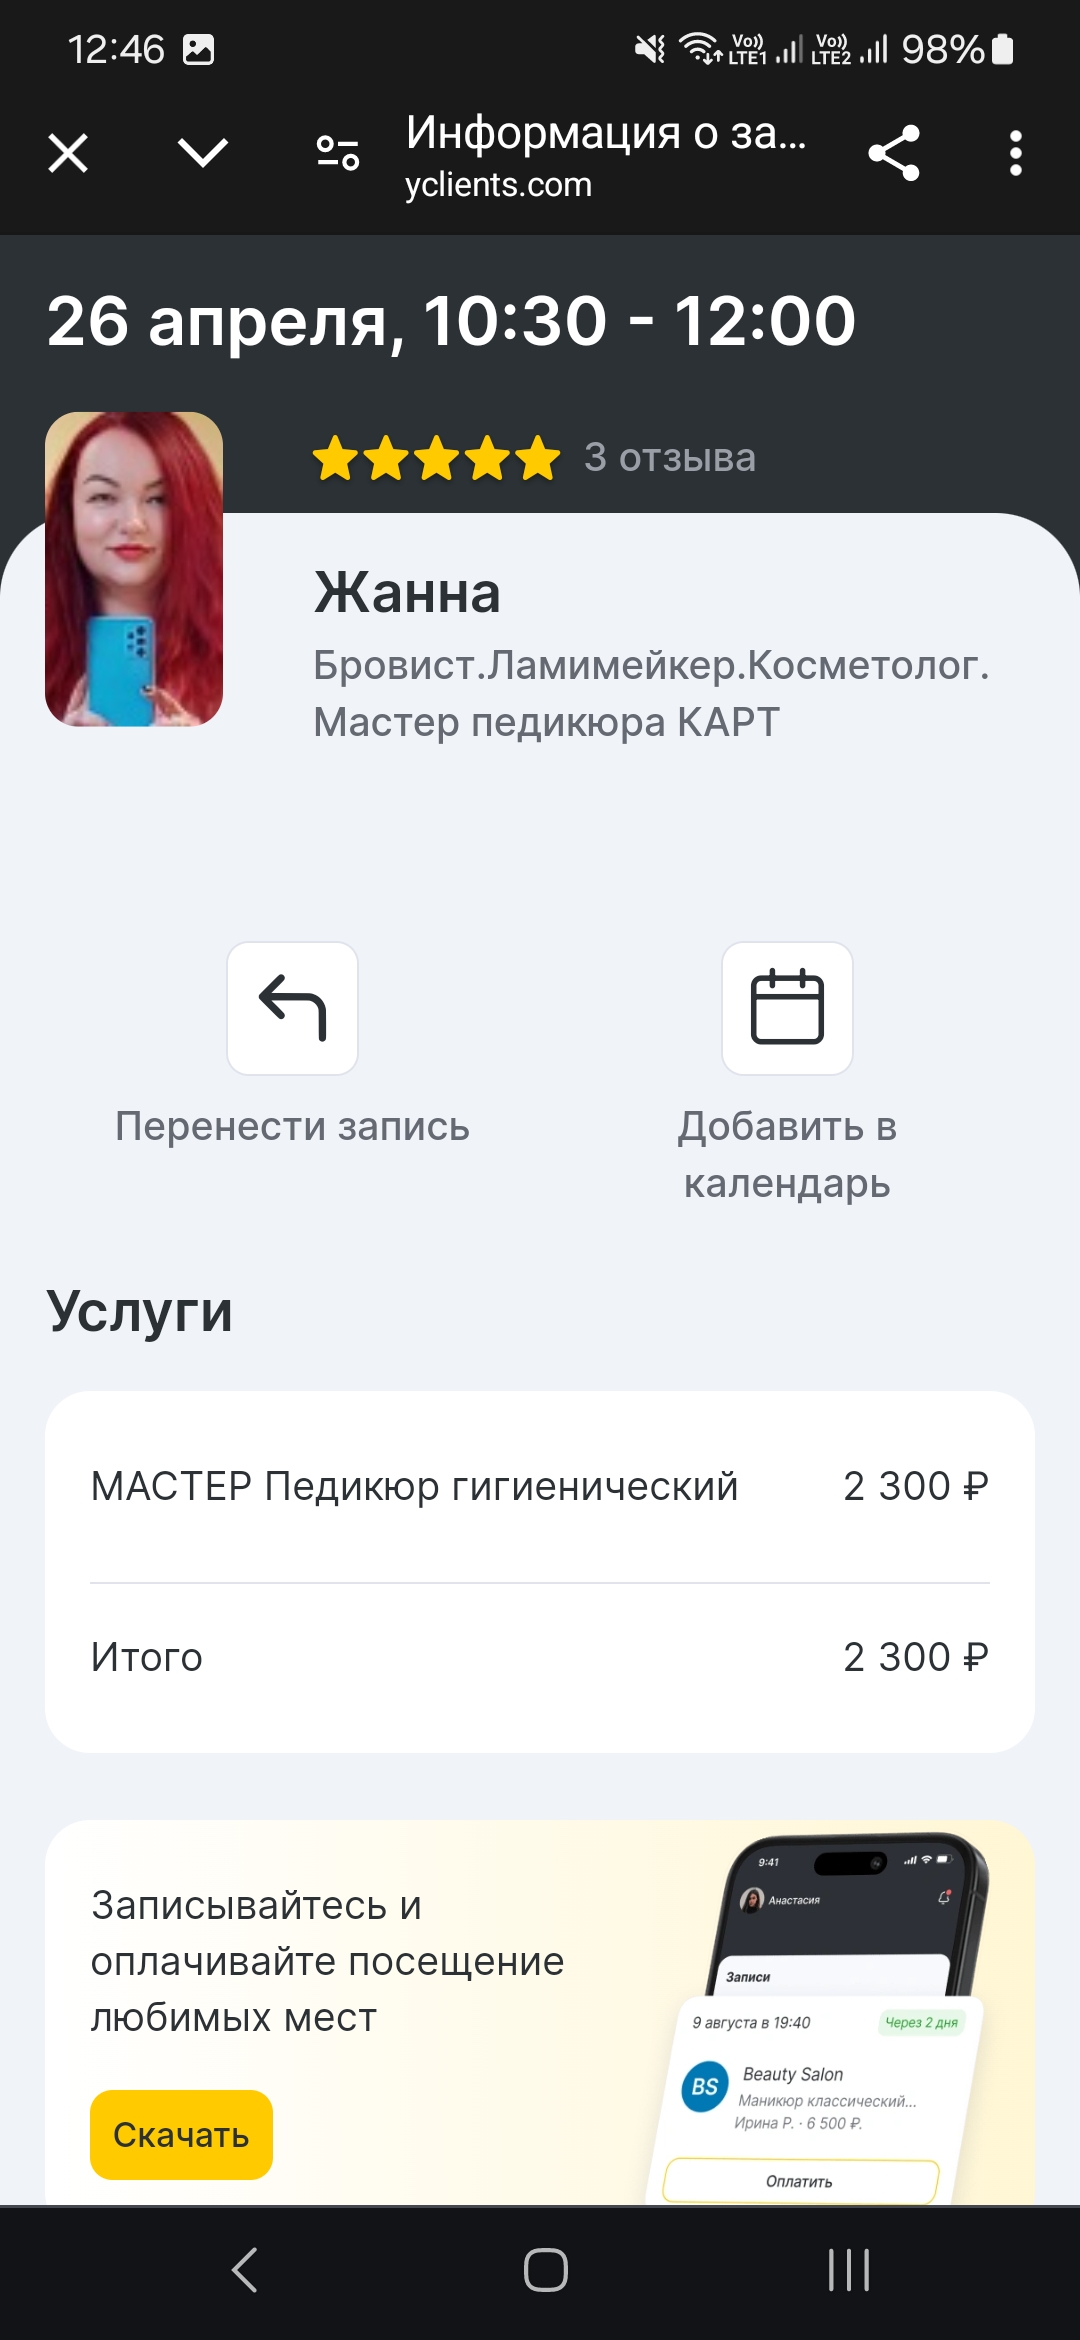 12:46
Vo)) LTE1 Vo)) LTE2 98%
Информация о за...
yclients.com
26 апреля, 10:30 - 12:00
3 отзыва
Жанна
Бровист.Ламимейкер.Косметолог.
Мастер педикюра КАРТ
Перенести запись
Добавить в
календарь
Услуги
МАСТЕР Педикюр гигиенический 2 300 ₽
Итого 2 300 ₽
Записывайтесь и
оплачивайте посещение
любимых мест
Скачать
9:41
Анастасия
Записи
9 августа в 19:40 Через 2 дня
BS
Beauty Salon
Маникюр классический...
Ирина Р. · 6 500 ₽.
Оплатить